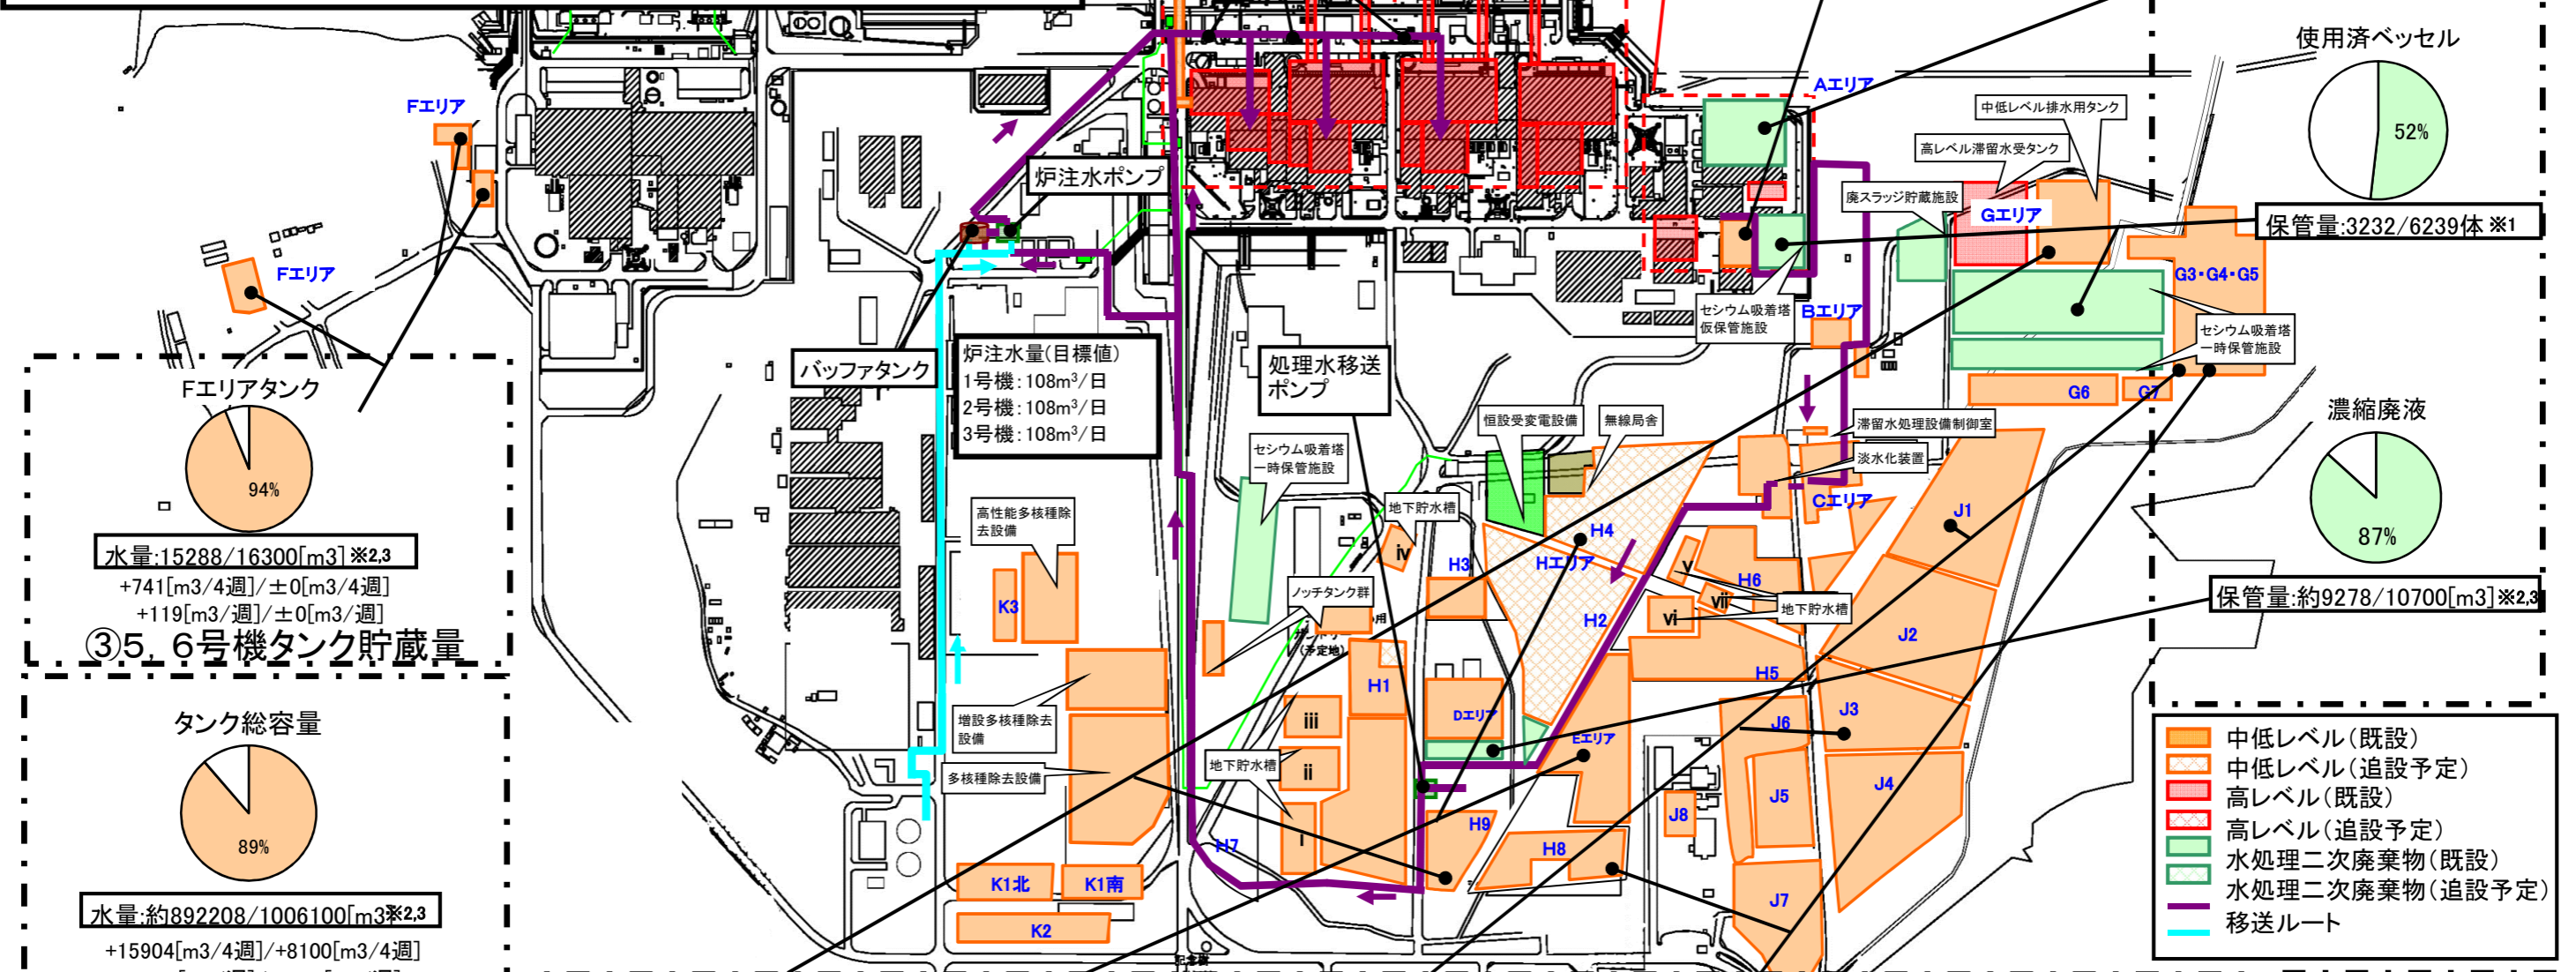 使用済ベッセル
52%
保管量:3232/6239体 ※1
Aエリア
中低レベル排水用タンク
高レベル滞留水受タンク
廃スラッジ貯蔵施設
Gエリア
G3・G4・G5
Fエリア
炉注水ポンプ
Fエリア
セシウム吸着塔
仮保管施設
Bエリア
セシウム吸着塔
一時保管施設
G6
G7
バッファタンク
炉注水量(目標値)
1号機:108m³/日
2号機:108m³/日
3号機:108m³/日
処理水移送
ポンプ
Fエリアタンク
94%
水量:15288/16300[m3]※2,3
+741[m3/4週]/±0[m3/4週]
+119[m3/週]/±0[m3/週]
③5, 6号機タンク貯蔵量
濃縮廃液
87%
保管量:約9278/10700[m3]※2,3
恒設受変電設備
無線局舎
滞留水処理設備制御室
淡水化装置
Cエリア
セシウム吸着塔
一時保管施設
高性能多核種除
去設備
地下貯水槽
iv
H3
H4
Hエリア
H2
v
H6
vii
vi
地下貯水槽
J1
J2
K3
ノッチタンク群
用
(予定地)
H1
H5
iii
Dエリア
J6
J3
増設多核種除去
設備
Eエリア
多核種除去設備
地下貯水槽
ii
J5
J4
J8
i
H9
H7
H8
K1北
K1南
J7
K2
タンク総容量
89%
水量:約892208/1006100[m3※2,3
+15904[m3/4週]/+8100[m3/4週]
中低レベル(既設)
中低レベル(追設予定)
高レベル(既設)
高レベル(追設予定)
水処理二次廃棄物(既設)
水処理二次廃棄物(追設予定)
移送ルート